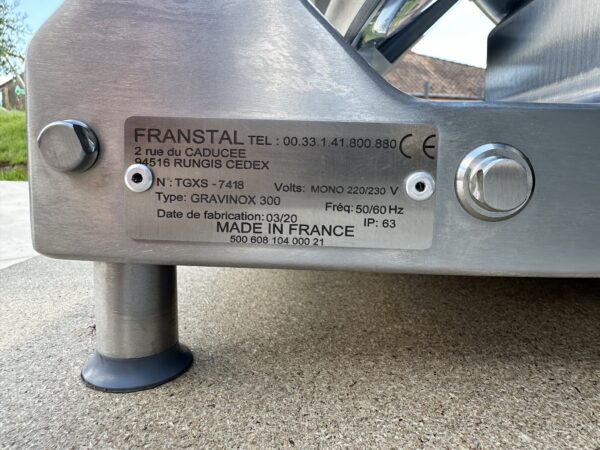 FRANSTAL TEL : 00.33.1.41.800.880 CE
2 rue du CADUCEE
94516 RUNGIS CEDEX
N°: TGXS - 7418 Volts: MONO 220/230 V
Type: GRAVINOX 300 Fréq: 50/60 Hz
Date de fabrication: 03/20 IP: 63
MADE IN FRANCE
500 608 104 000 21